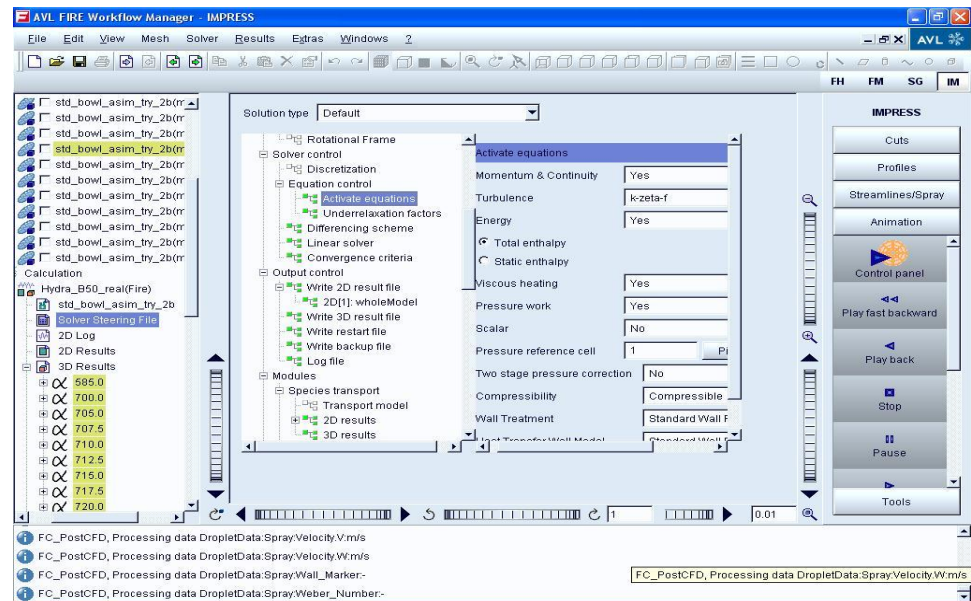 AVL FIRE Workflow Manager - IMPRESS
File Edit View Mesh Solver Results Extras Windows ?
AVL
FH FM SG IM
std_bowl_asim_try_2b(m
std_bowl_asim_try_2b(m
std_bowl_asim_try_2b(m
std_bowl_asim_try_2b(m
std_bowl_asim_try_2b(m
std_bowl_asim_try_2b(m
std_bowl_asim_try_2b(m
std_bowl_asim_try_2b(m
std_bowl_asim_try_2b(m
std_bowl_asim_try_2b(m
std_bowl_asim_try_2b(m
Calculation
Hydra_B50_real(Fire)
std_bowl_asim_try_2b
Solver Steering File
2D Log
2D Results
3D Results
585.0
700.0
705.0
707.5
710.0
712.5
715.0
717.5
720.0
Solution type Default
Rotational Frame
Solver control
Discretization
Equation control
Activate equations
Underrelaxation factors
Differencing scheme
Linear solver
Convergence criteria
Output control
Write 2D result file
2D[1]: wholeModel
Write 3D result file
Write restart file
Write backup file
Log file
Modules
Species transport
Transport model
2D results
3D results
Activate equations
Momentum & Continuity Yes
Turbulence k-zeta-f
Energy Yes
Total enthalpy
Static enthalpy
Viscous heating Yes
Pressure work Yes
Scalar No
Pressure reference cell 1 Pi
Two stage pressure correction No
Compressibility Compressible
Wall Treatment Standard Wall F
Heat Transfer Wall Model Standard Wall F
1 0.01
IMPRESS
Cuts
Profiles
Streamlines/Spray
Animation
Control panel
Play fast backward
Play back
Stop
Pause
Tools
FC_PostCFD, Processing data DropletData:Spray:Velocity.V:m/s
FC_PostCFD, Processing data DropletData:Spray:Velocity.W:m/s
FC_PostCFD, Processing data DropletData:Spray:Wall_Marker:-
FC_PostCFD, Processing data DropletData:Spray:Velocity.W:m/s
FC_PostCFD, Processing data DropletData:Spray:Weber_Number:-